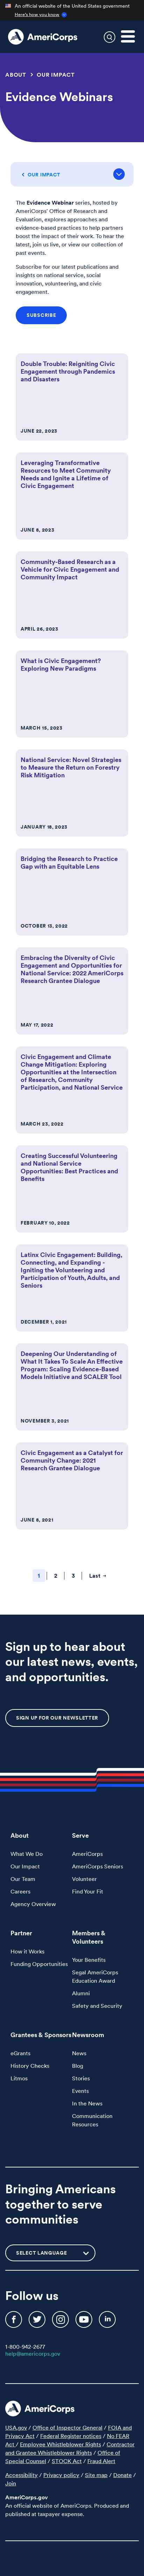 An official website of the United States government
Here's how you know
AmeriCorps
ABOUT > OUR IMPACT
Evidence Webinars
OUR IMPACT
The Evidence Webinar series, hosted by
AmeriCorps' Office of Research and
Evaluation, features approaches and
evidence-based practices to help partners
increase the impact of their work. To hear the
latest, join us live, or view our collection of
past events.
Subscribe for our latest publications and
insights on national service, social
innovation, volunteering, and civic
engagement.
SUBSCRIBE
Double Trouble: Reigniting Civic
Engagement through Pandemics
and Disasters
JUNE 22, 2023
Leveraging Transformative
Resources to Meet Community
Needs and Ignite a Lifetime of
Civic Engagement
JUNE 8, 2023
Community-Based Research as a
Vehicle for Civic Engagement and
Community Impact
APRIL 26, 2023
What is Civic Engagement?
Exploring New Paradigms
MARCH 15, 2023
National Service: Novel Strategies
to Measure the Return on Forestry
Risk Mitigation
JANUARY 18, 2023
Bridging the Research to Practice
Gap with an Equitable Lens
OCTOBER 13, 2022
Embracing the Diversity of Civic
Engagement and Opportunities for
National Service: 2022 AmeriCorps
Research Grantee Dialogue
MAY 17, 2022
Civic Engagement and Climate
Change Mitigation: Exploring
Opportunities at the Intersection
of Research, Community
Participation, and National Service
MARCH 23, 2022
Creating Successful Volunteering
and National Service
Opportunities: Best Practices and
Benefits
FEBRUARY 10, 2022
Latinx Civic Engagement: Building,
Connecting, and Expanding -
Igniting the Volunteering and
Participation of Youth, Adults, and
Seniors
DECEMBER 1, 2021
Deepening Our Understanding of
What It Takes To Scale An Effective
Program: Scaling Evidence-Based
Models Initiative and SCALER Tool
NOVEMBER 3, 2021
Civic Engagement as a Catalyst for
Community Change: 2021
Research Grantee Dialogue
JUNE 8, 2021
1 | 2 | 3 | Last →
Sign up to hear about
our latest news, events,
and opportunities.
SIGN UP FOR OUR NEWSLETTER
About
What We Do
Our Impact
Our Team
Careers
Agency Overview
Serve
AmeriCorps
AmeriCorps Seniors
Volunteer
Find Your Fit
Partner
How it Works
Funding Opportunities
Members &
Volunteers
Your Benefits
Segal AmeriCorps
Education Award
Alumni
Safety and Security
Grantees & Sponsors
eGrants
History Checks
Litmos
Newsroom
News
Blog
Stories
Events
In the News
Communication
Resources
Bringing Americans
together to serve
communities
SELECT LANGUAGE
Follow us
1-800-942-2677
help@americorps.gov
AmeriCorps
USA.gov / Office of Inspector General / FOIA and
Privacy Act / Federal Register notices / No FEAR
Act / Employee Whistleblower Rights / Contractor
and Grantee Whistleblower Rights / Office of
Special Counsel / STOCK Act / Fraud Alert
Accessibility / Privacy policy / Site map / Donate /
Join
AmeriCorps.gov
An official website of AmeriCorps. Produced and
published at taxpayer expense.